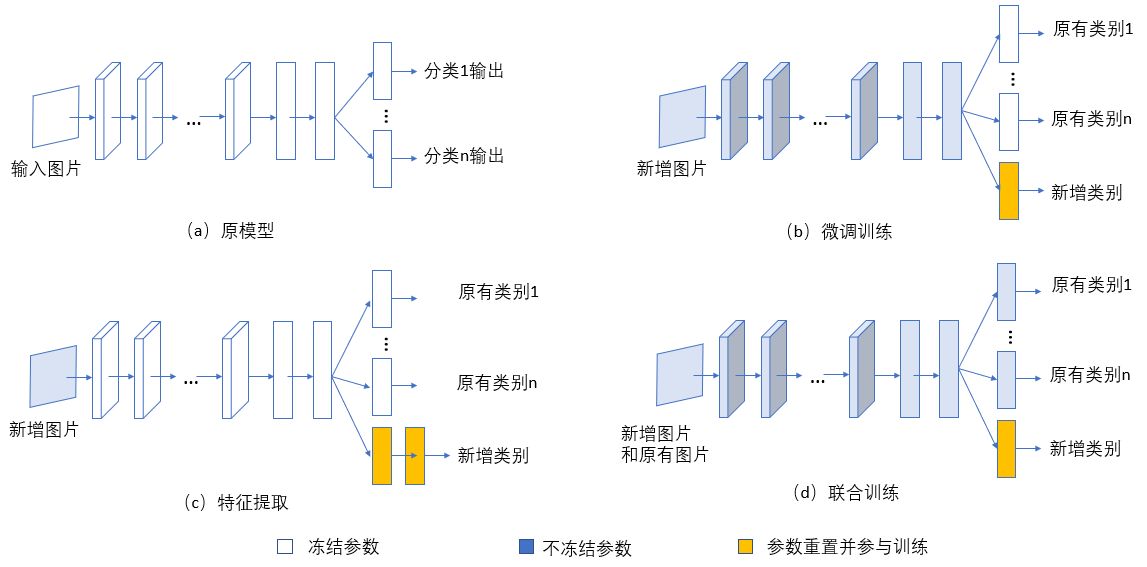 输入图片
...
分类1输出
...
分类n输出
（a）原模型
新增图片
...
原有类别1
...
原有类别n
新增类别
（b）微调训练
新增图片
...
原有类别1
...
原有类别n
新增类别
（c）特征提取
新增图片
和原有图片
...
原有类别1
...
原有类别n
新增类别
（d）联合训练
冻结参数
不冻结参数
参数重置并参与训练